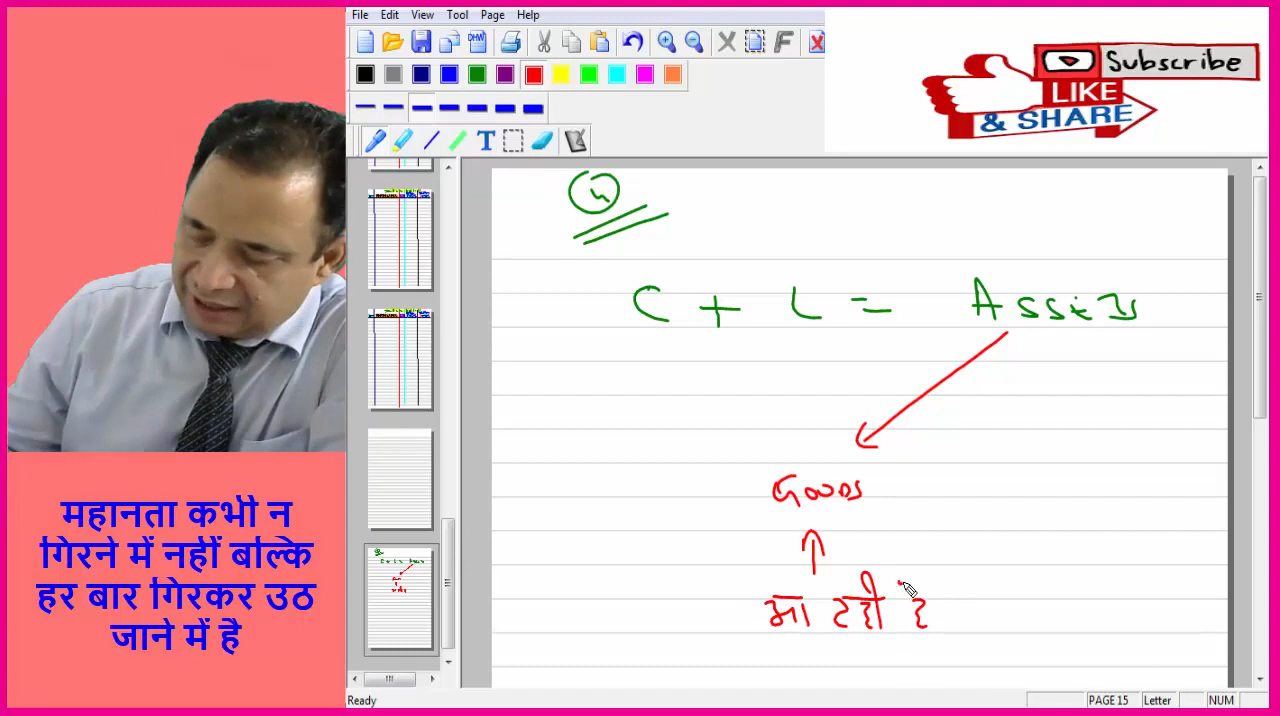 File Edit View Tool Page Help
DHW
T
F
Subscribe
LIKE
& SHARE
C + L = Assets
Goods
आ रही है
महानता कभी न
गिरने में नहीं बल्कि
हर बार गिरकर उठ
जाने में है
Ready
PAGE 15 Letter NUM